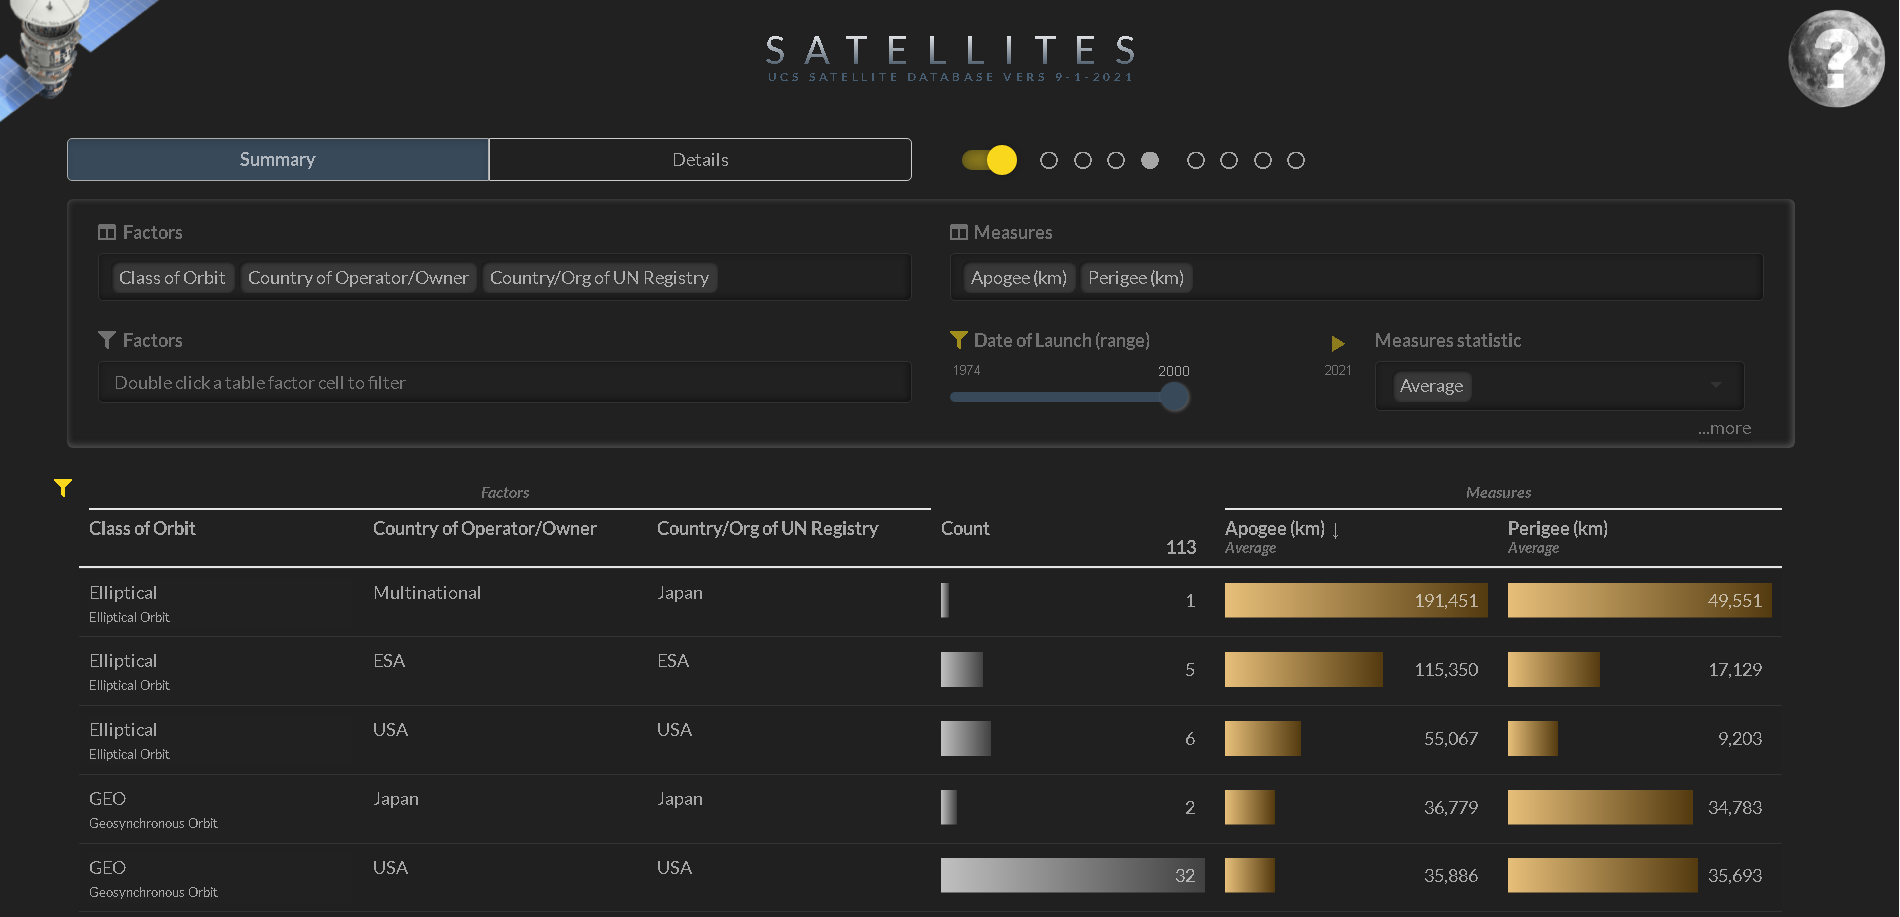 SATELLITES
UCS SATELLITE DATABASE VERS 9-1-2021
?
Summary
Details
Factors
Measures
Class of Orbit Country of Operator/Owner Country/Org of UN Registry
Apogee (km) Perigee (km)
Factors
Date of Launch (range)
Measures statistic
1974 2000 2021
Double click a table factor cell to filter
Average
...more
Factors
Measures
Class of Orbit Country of Operator/Owner Country/Org of UN Registry Count Apogee (km) ↓ Perigee (km)
113 Average Average
Elliptical Multinational Japan 1 191,451 49,551
Elliptical Orbit
Elliptical ESA ESA 5 115,350 17,129
Elliptical Orbit
Elliptical USA USA 6 55,067 9,203
Elliptical Orbit
GEO Japan Japan 2 36,779 34,783
Geosynchronous Orbit
GEO USA USA 32 35,886 35,693
Geosynchronous Orbit